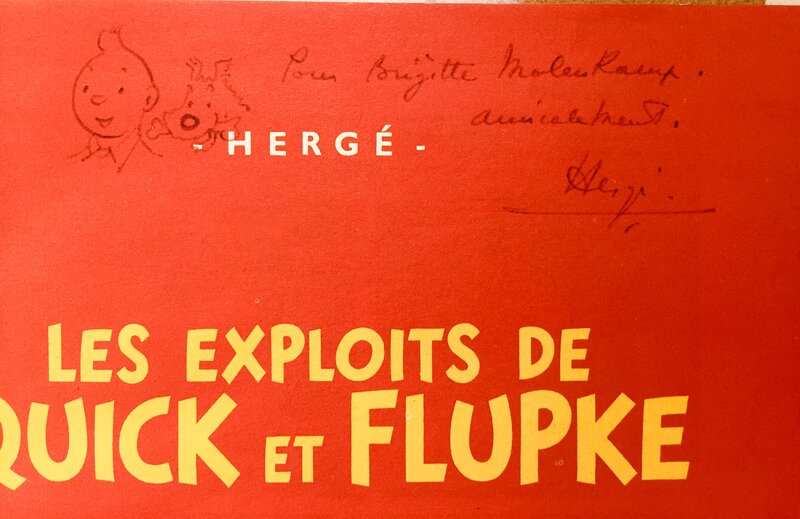 Pour Brigitte Molenkamp.
amicalement.
- HERGÉ -
Hergé.
LES EXPLOITS DE
QUICK ET FLUPKE